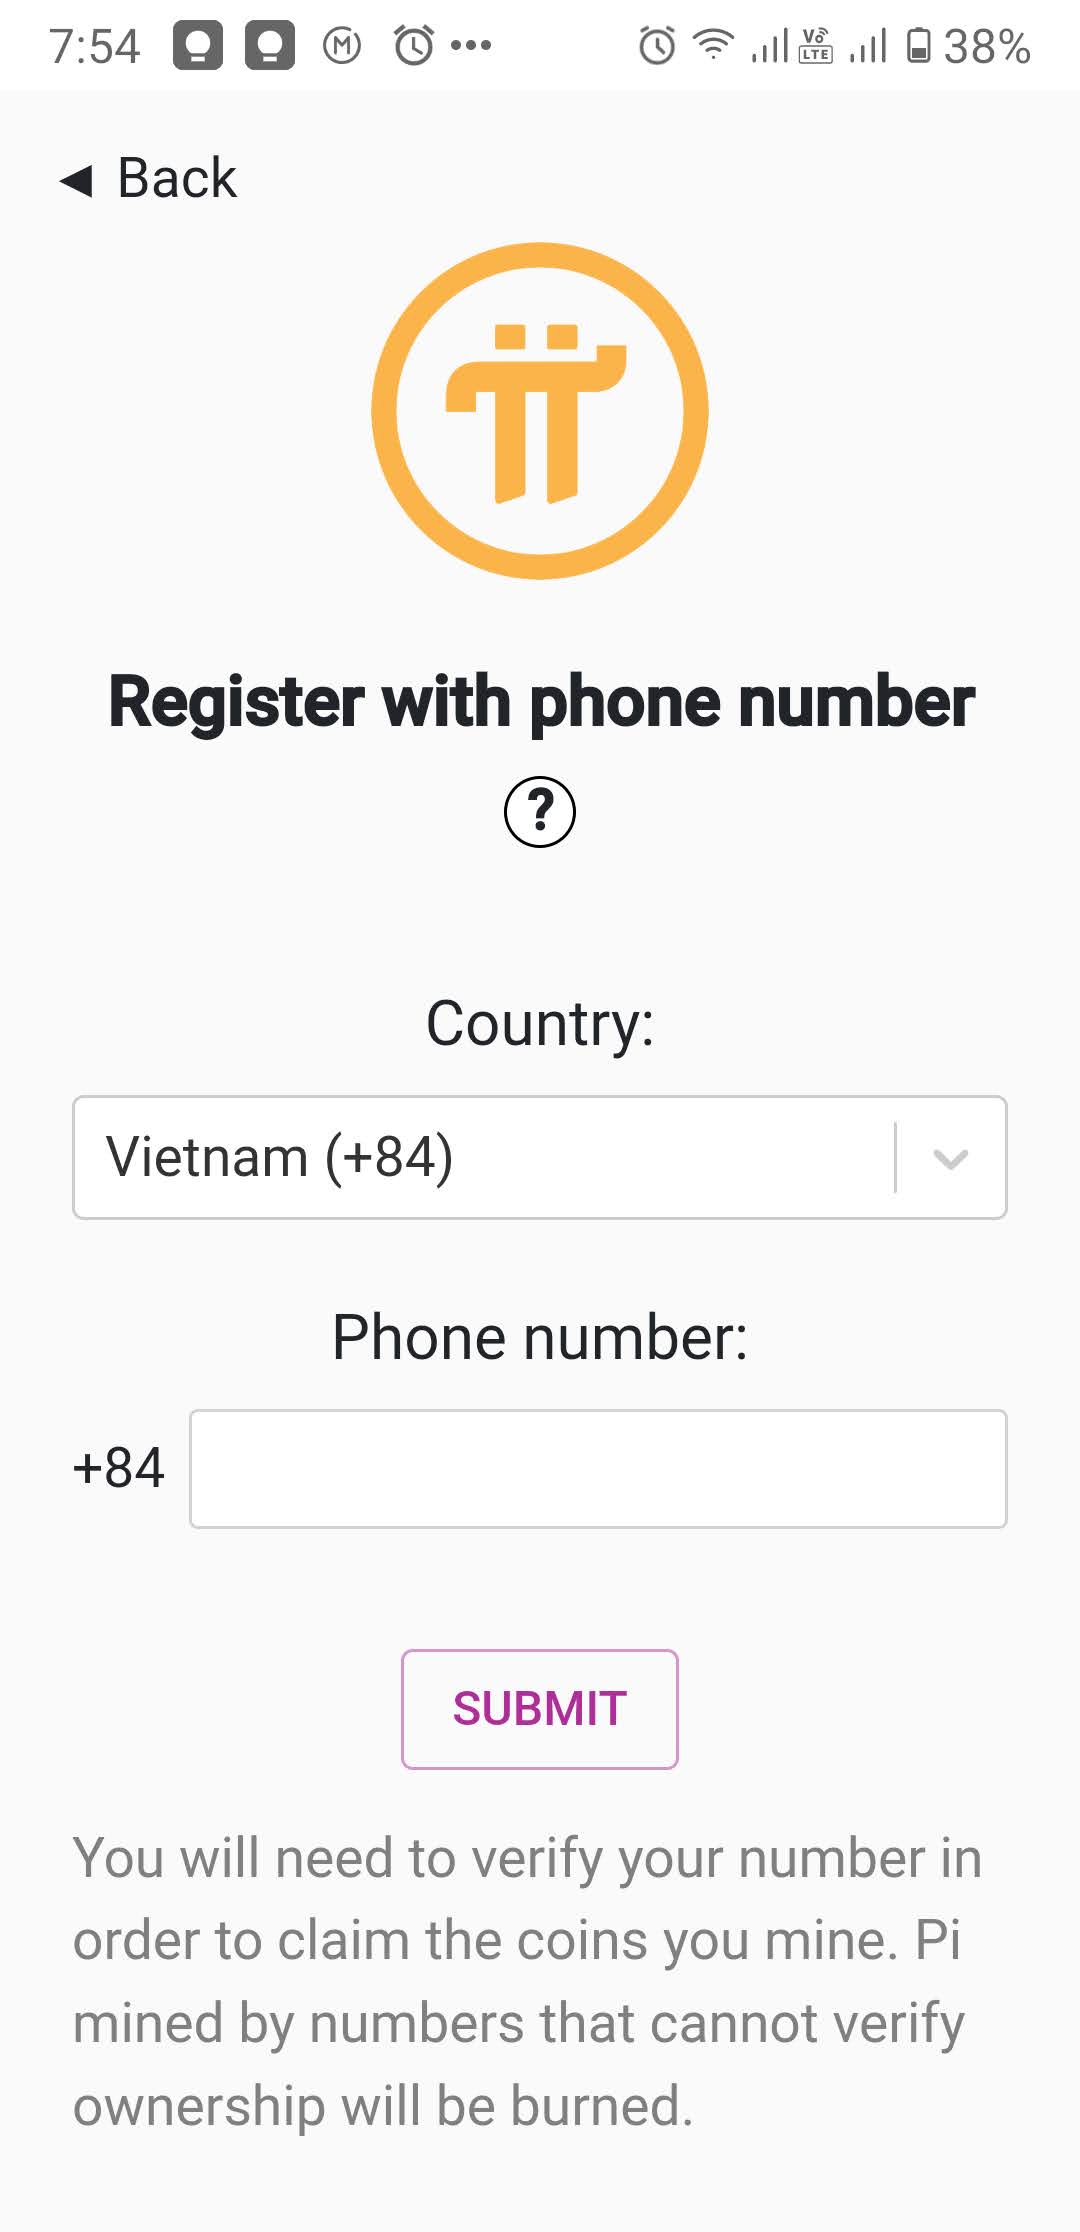 7:54
38%
◀ Back
Register with phone number
?
Country:
Vietnam (+84)
Phone number:
+84
SUBMIT
You will need to verify your number in
order to claim the coins you mine. Pi
mined by numbers that cannot verify
ownership will be burned.